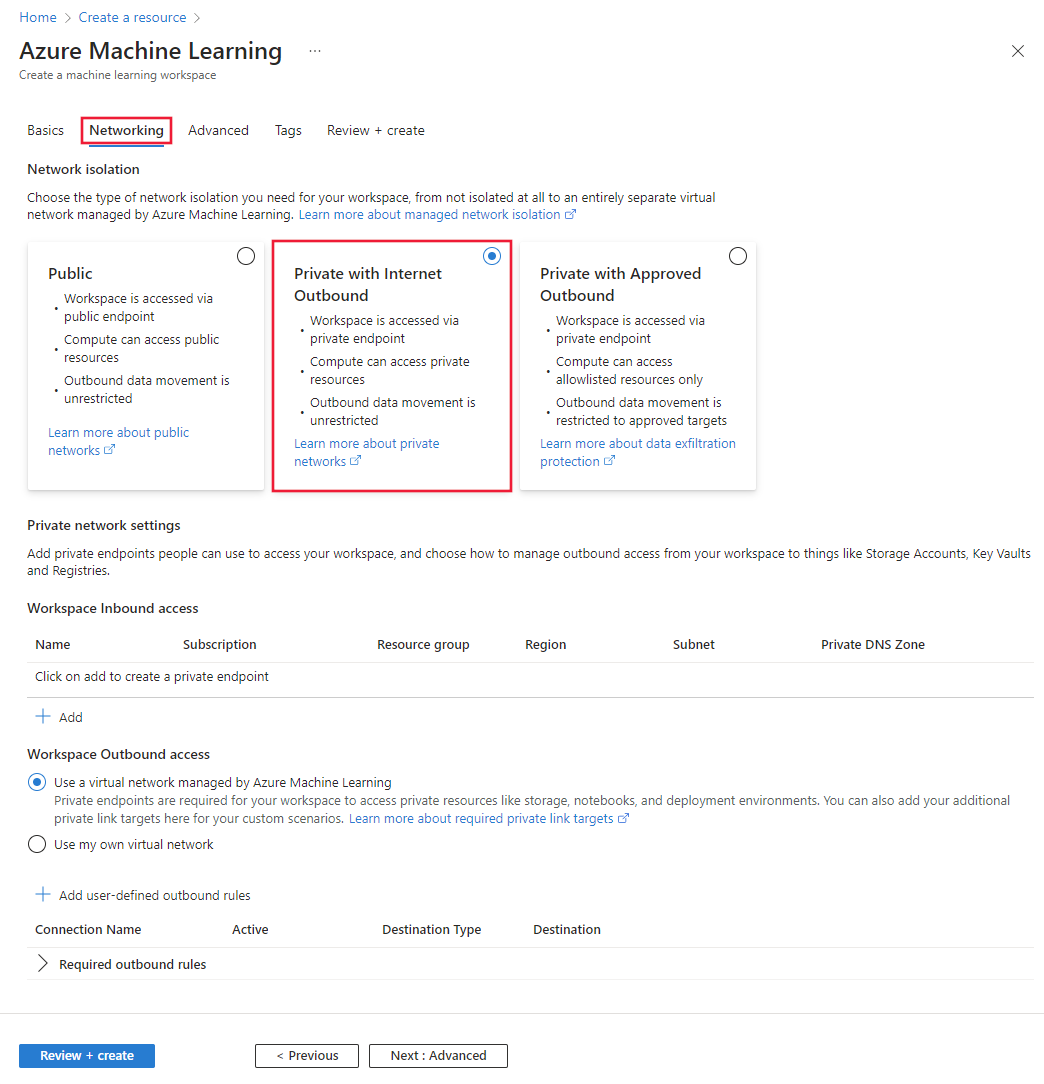 Home > Create a resource >
Azure Machine Learning ...
Create a machine learning workspace
Basics Networking Advanced Tags Review + create
Network isolation
Choose the type of network isolation you need for your workspace, from not isolated at all to an entirely separate virtual
network managed by Azure Machine Learning. Learn more about managed network isolation
Public
• Workspace is accessed via
public endpoint
• Compute can access public
resources
• Outbound data movement is
unrestricted
Learn more about public
networks
Private with Internet
Outbound
• Workspace is accessed via
private endpoint
• Compute can access private
resources
• Outbound data movement is
unrestricted
Learn more about private
networks
Private with Approved
Outbound
• Workspace is accessed via
private endpoint
• Compute can access
allowlisted resources only
• Outbound data movement is
restricted to approved targets
Learn more about data exfiltration
protection
Private network settings
Add private endpoints people can use to access your workspace, and choose how to manage outbound access from your workspace to things like Storage Accounts, Key Vaults
and Registries.
Workspace Inbound access
Name Subscription Resource group Region Subnet Private DNS Zone
Click on add to create a private endpoint
+ Add
Workspace Outbound access
Use a virtual network managed by Azure Machine Learning
Private endpoints are required for your workspace to access private resources like storage, notebooks, and deployment environments. You can also add your additional
private link targets here for your custom scenarios. Learn more about required private link targets
Use my own virtual network
+ Add user-defined outbound rules
Connection Name Active Destination Type Destination
> Required outbound rules
Review + create < Previous Next : Advanced